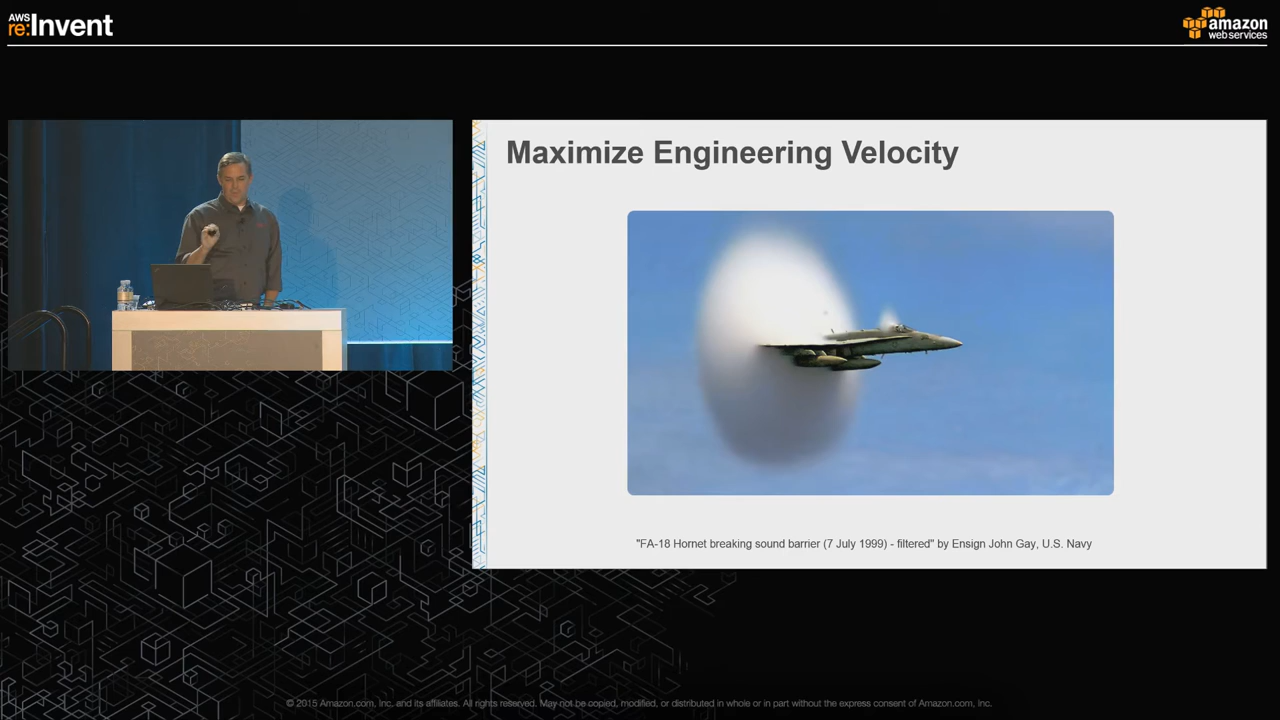 AWS
re:Invent
amazon
web services
Maximize Engineering Velocity
"FA-18 Hornet breaking sound barrier (7 July 1999) - filtered" by Ensign John Gay, U.S. Navy
© 2015 Amazon.com, Inc. and its affiliates. All rights reserved. May not be copied, modified, or distributed in whole or in part without the express consent of Amazon.com, Inc.